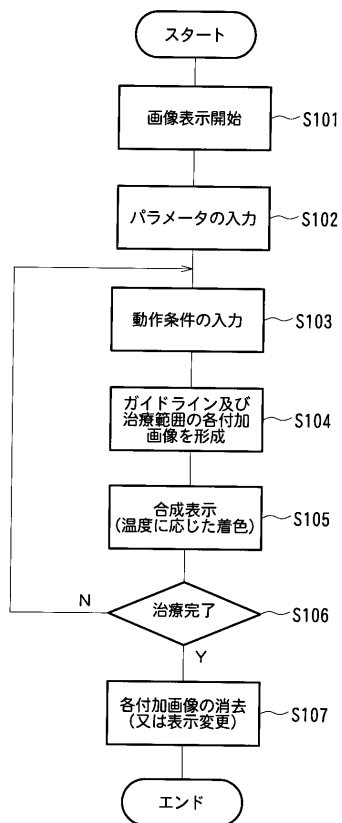 スタート
画像表示開始
S101
パラメータの入力
S102
動作条件の入力
S103
ガイドライン及び
治療範囲の各付加
画像を形成
S104
合成表示
(温度に応じた着色)
S105
N
治療完了
S106
Y
各付加画像の消去
(又は表示変更)
S107
エンド